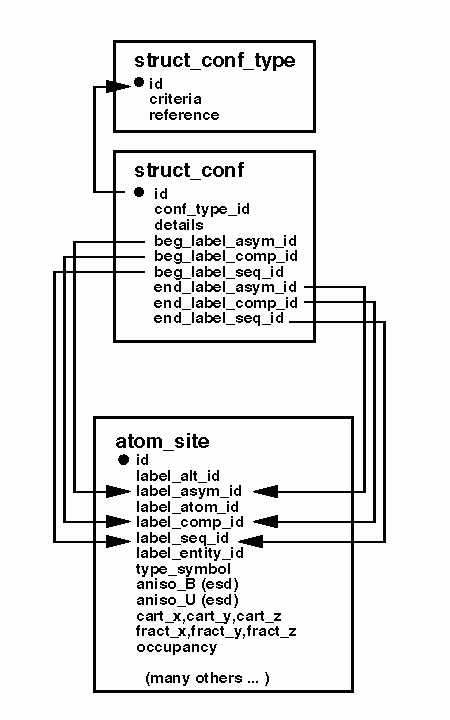 struct_conf_type
id
criteria
reference
struct_conf
id
conf_type_id
details
beg_label_asym_id
beg_label_comp_id
beg_label_seq_id
end_label_asym_id
end_label_comp_id
end_label_seq_id
atom_site
id
label_alt_id
label_asym_id
label_atom_id
label_comp_id
label_seq_id
label_entity_id
type_symbol
aniso_B (esd)
aniso_U (esd)
cart_x,cart_y,cart_z
fract_x,fract_y,fract_z
occupancy
(many others ... )